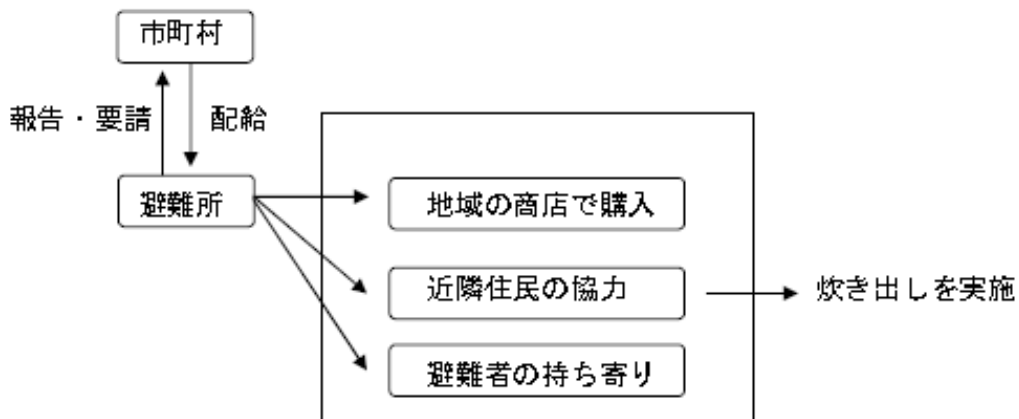 市町村
報告・要請
配給
避難所
地域の商店で購入
近隣住民の協力
炊き出しを実施
避難者の持ち寄り